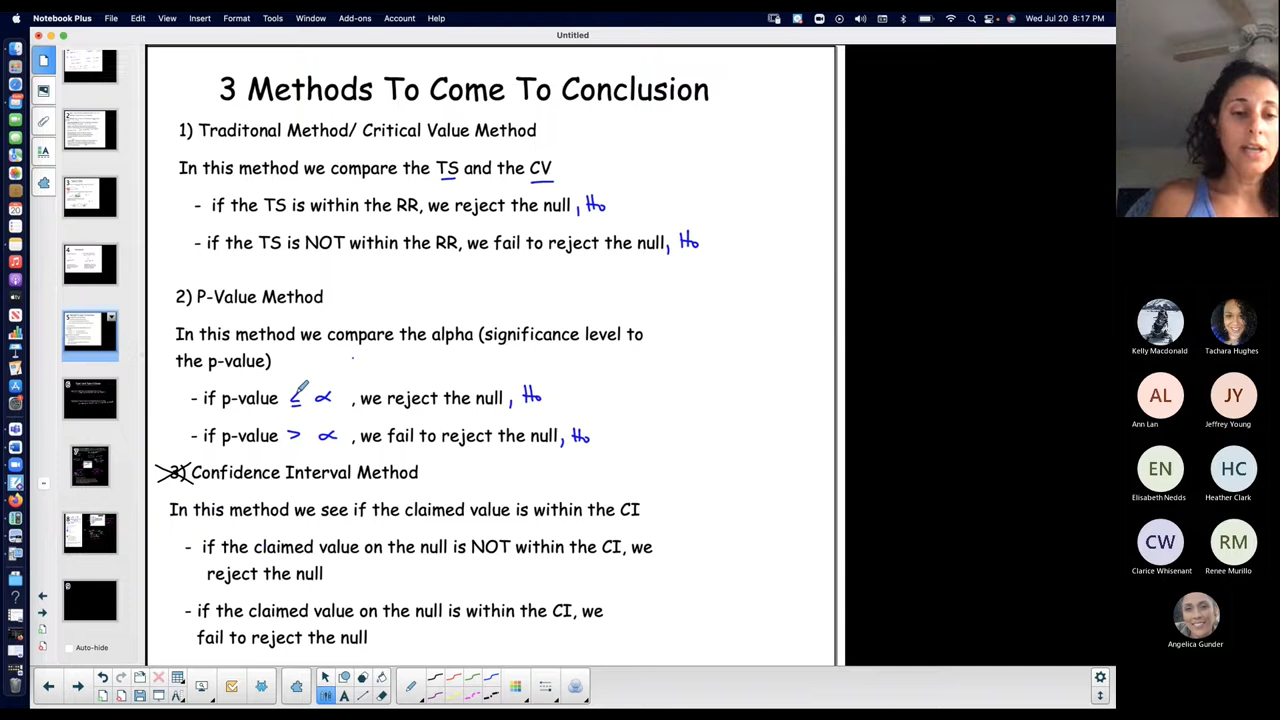 Notebook Plus File Edit View Insert Format Tools Window Add-ons Account Help Wed Jul 20 8:17 PM
Untitled
3 Methods To Come To Conclusion
1) Traditonal Method/ Critical Value Method
In this method we compare the TS and the CV
- if the TS is within the RR, we reject the null , Ho
- if the TS is NOT within the RR, we fail to reject the null, Ho
2) P-Value Method
In this method we compare the alpha (significance level to
the p-value)
- if p-value ≤ α , we reject the null , Ho
- if p-value > α , we fail to reject the null, Ho
3) Confidence Interval Method
In this method we see if the claimed value is within the CI
- if the claimed value on the null is NOT within the CI, we
reject the null
- if the claimed value on the null is within the CI, we
fail to reject the null
Auto-hide
Kelly Macdonald
Tachara Hughes
AL
JY
Ann Lan
Jeffrey Young
EN
HC
Elisabeth Nedds
Heather Clark
CW
RM
Clarice Whisenant
Renee Murillo
Angelica Gunder